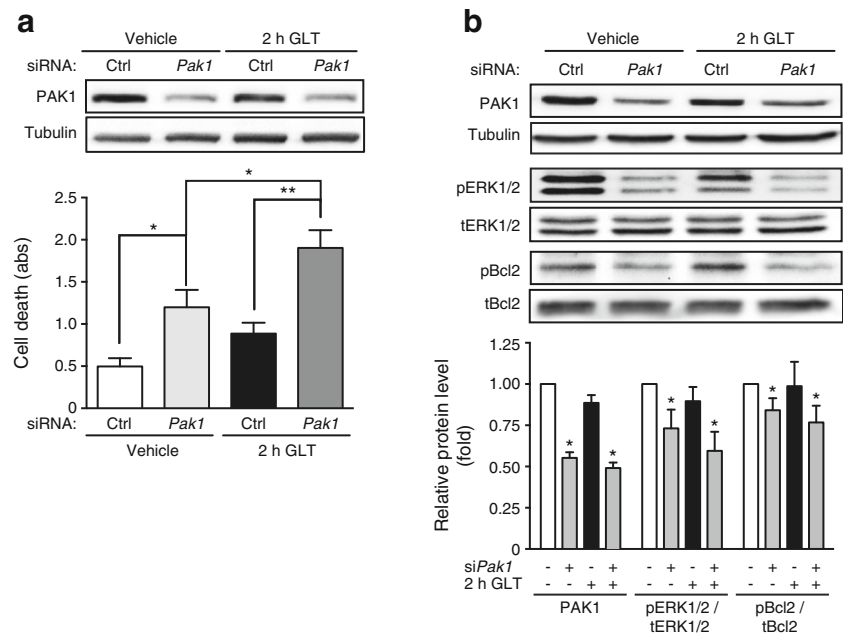 a
Vehicle 2 h GLT
siRNA: Ctrl Pak1 Ctrl Pak1
PAK1
Tubulin
Cell death (abs)
2.5
2.0
1.5
1.0
0.5
0
* * **
siRNA: Ctrl Pak1 Ctrl Pak1
Vehicle 2 h GLT
b
Vehicle 2 h GLT
siRNA: Ctrl Pak1 Ctrl Pak1
PAK1
Tubulin
pERK1/2
tERK1/2
pBcl2
tBcl2
Relative protein level
(fold)
1.25
1.00
0.75
0.50
0.25
0
* * * * * *
siPak1 - + - + - + - + - + - +
2 h GLT - - + + - - + + - - + +
PAK1 pERK1/2 / pBcl2 /
tERK1/2 tBcl2